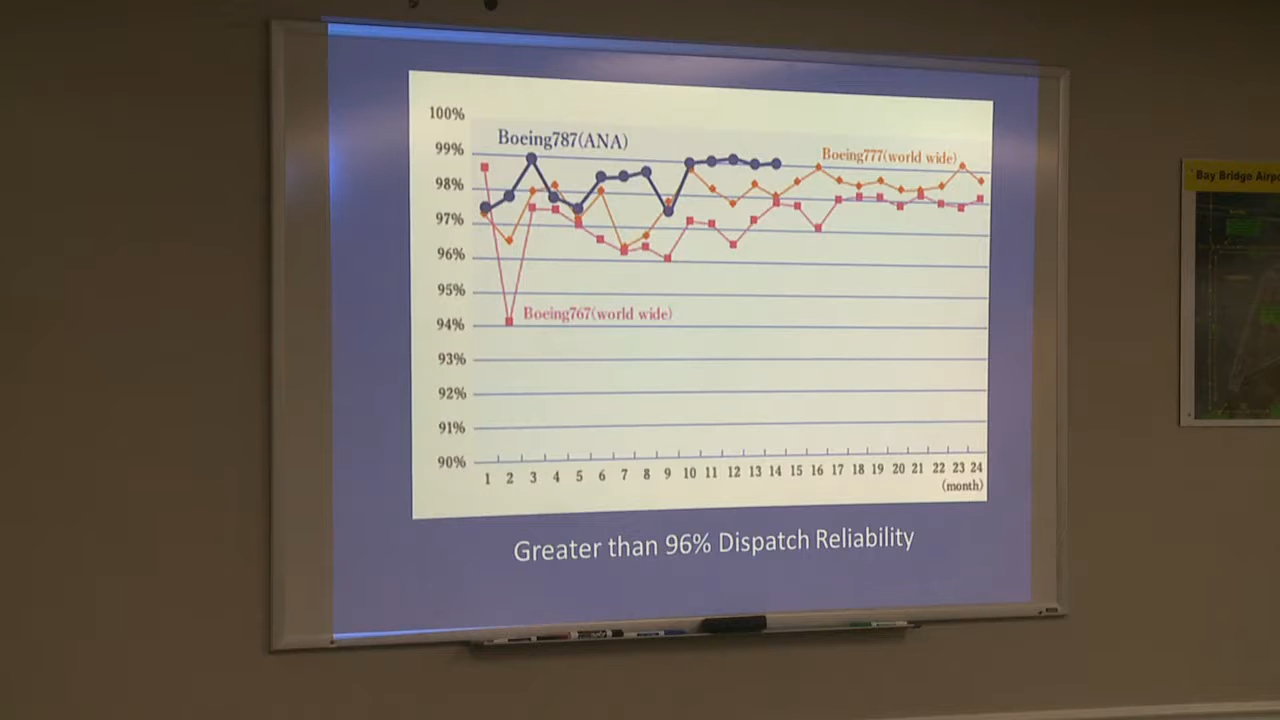 100%
99%
98%
97%
96%
95%
94%
93%
92%
91%
90%
Boeing787(ANA)
Boeing777(world wide)
Boeing767(world wide)
1 2 3 4 5 6 7 8 9 10 11 12 13 14 15 16 17 18 19 20 21 22 23 24
(month)
Greater than 96% Dispatch Reliability
Bay Bridge Airpo